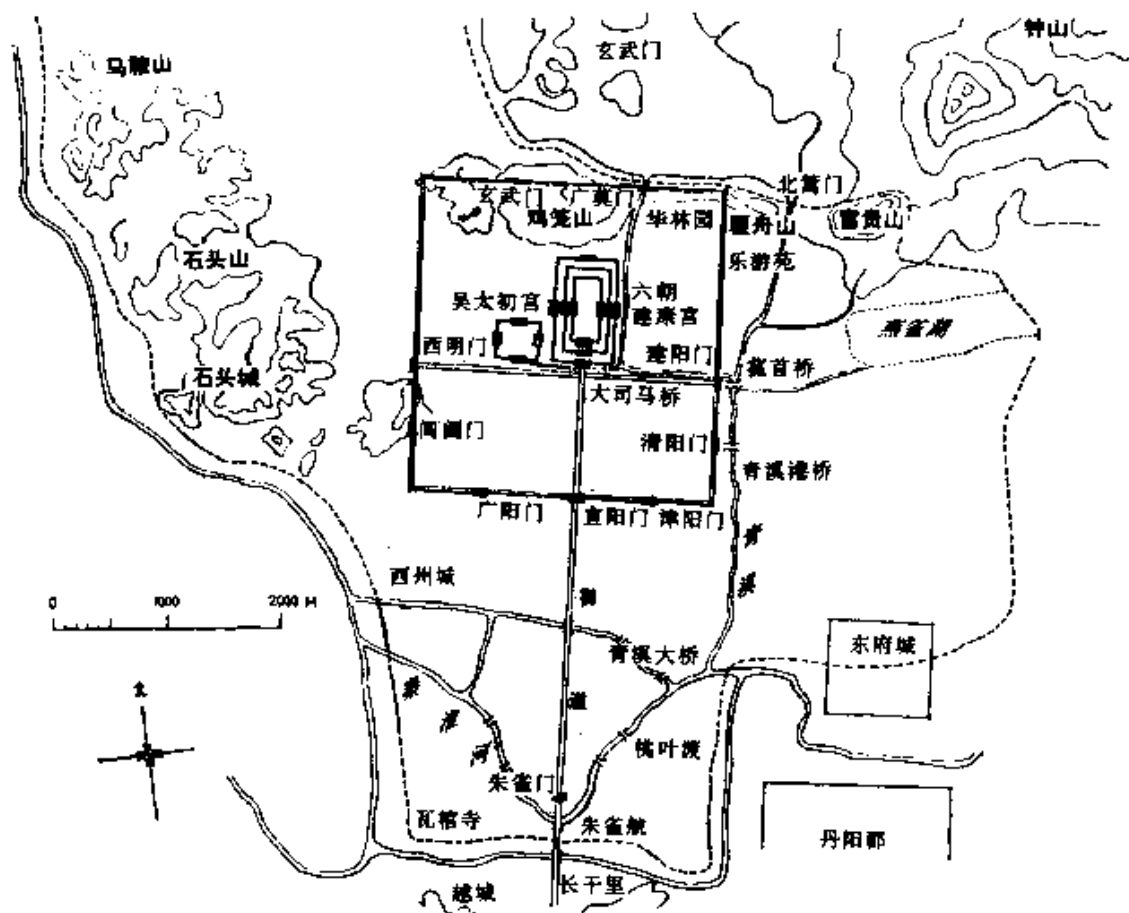 钟山
玄武门
马鞍山
北篱门
玄武门
广莫门
鸡笼山
华林园
覆舟山
富贵山
石头山
乐游苑
吴太初宫
六朝
建康宫
燕雀湖
西明门
建阳门
石头城
大司马桥
菰首桥
阊阖门
清阳门
青溪港桥
广阳门
宣阳门
津阳门
青
溪
西州城
0
1000
2000 M
御
青溪大桥
东府城
北
秦
淮
河
道
桃叶渡
朱雀门
瓦棺寺
朱雀航
丹阳郡
越城
长干里